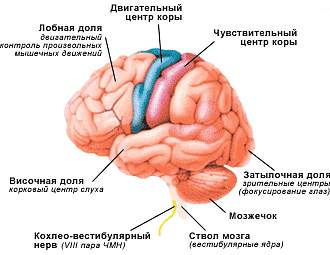 Двигательный
центр коры
Лобная доля
двигательный
контроль произвольных
мышечных движений
Чувствительный
центр коры
Височная доля
корковый центр слуха
Затылочная доля
зрительные центры
(фокусирование глаз)
Мозжечок
Кохлео-вестибулярный
нерв (VIII пара ЧМН)
Ствол мозга
(вестибулярные ядра)